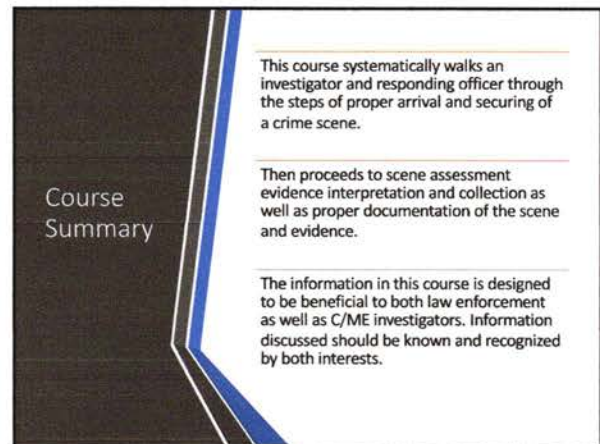 Course
Summary
This course systematically walks an
investigator and responding officer through
the steps of proper arrival and securing of
a crime scene.
Then proceeds to scene assessment
evidence interpretation and collection as
well as proper documentation of the scene
and evidence.
The information in this course is designed
to be beneficial to both law enforcement
as well as C/ME investigators. Information
discussed should be known and recognized
by both interests.